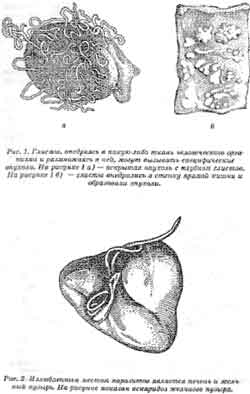 а б
Рис. 1. Глисты, внедряясь в какую-либо ткань человеческого орга-
низма и размножаясь в ней, могут вызывать специфические
опухоли. На рисунке 1 а) — вскрытая опухоль с клубком глистов.
На рисунке 1 б) — глисты внедрились в стенку прямой кишки и
образовали опухоли.
Рис. 2. Излюбленным местом паразитов является печень и желч-
ный пузырь. На рисунке показан аскаридоз желчного пузыря.